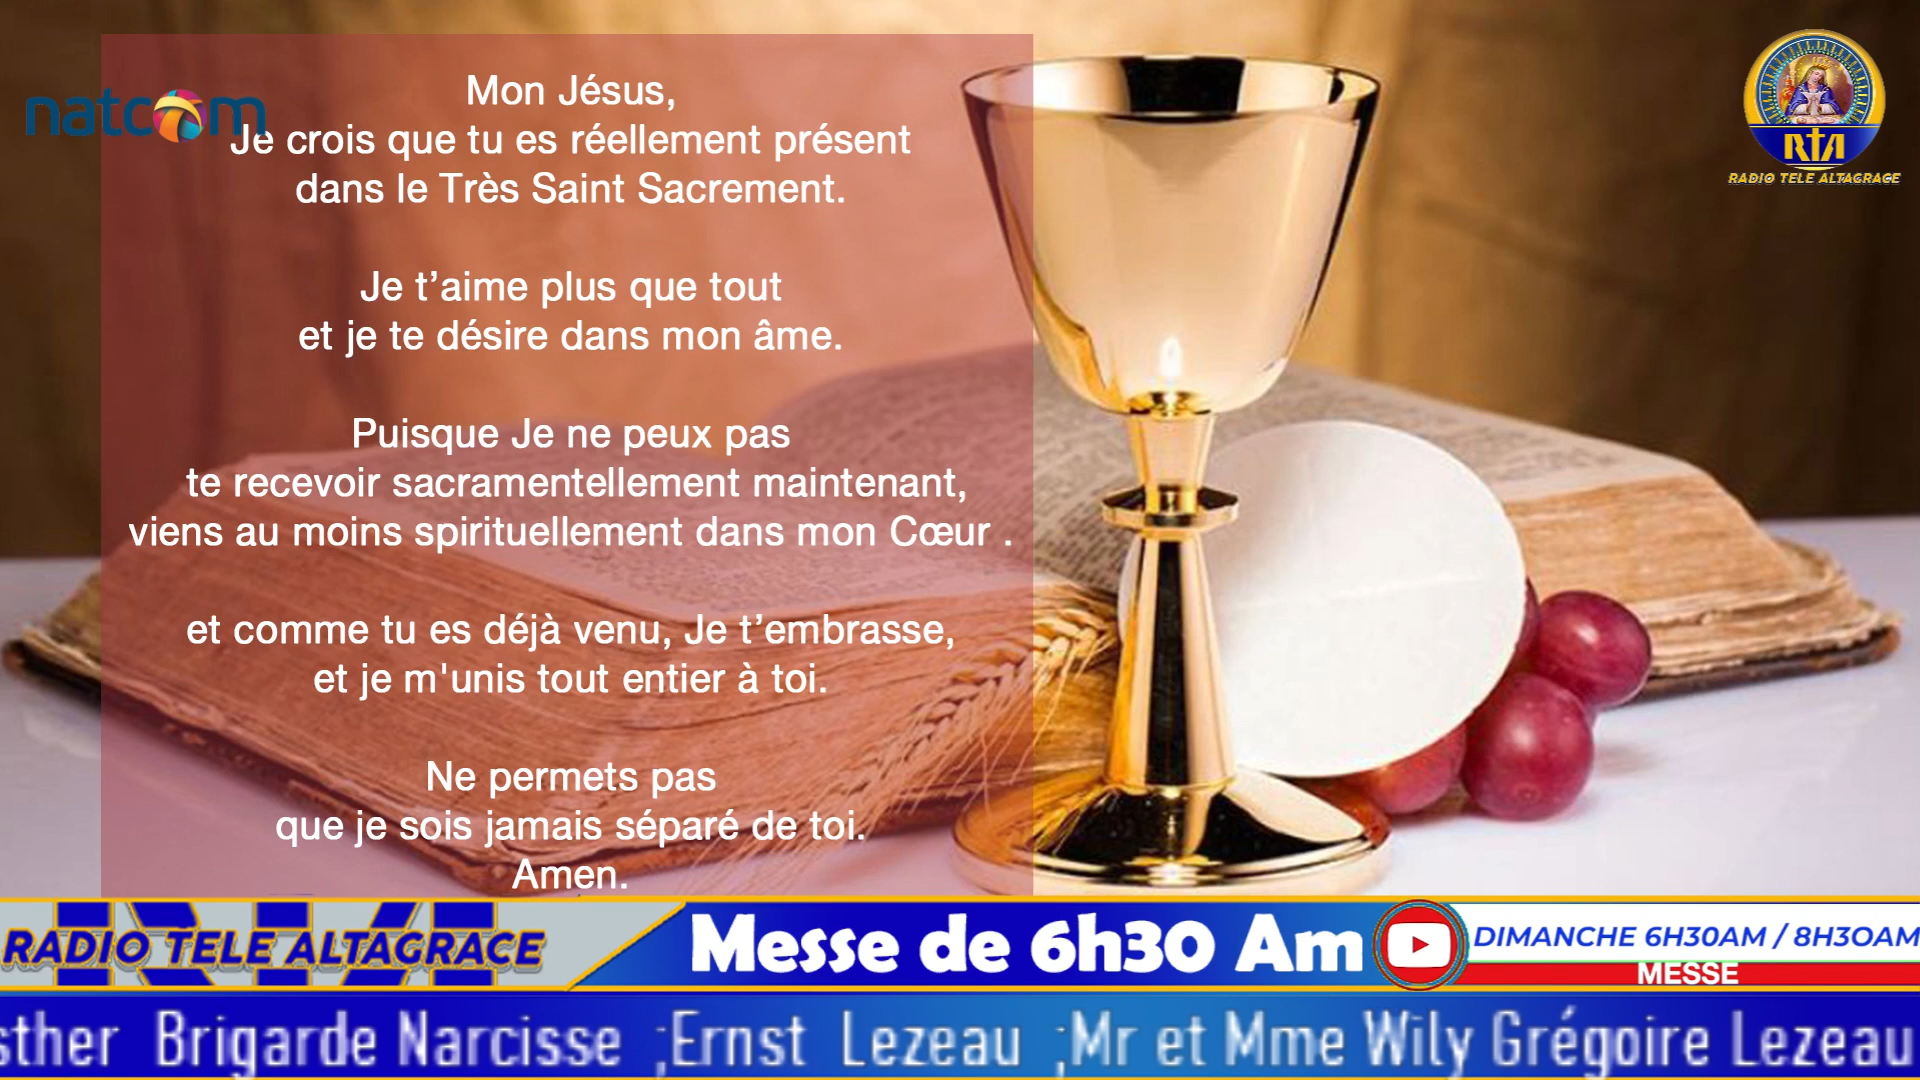 natcom
Mon Jésus,
Je crois que tu es réellement présent
dans le Très Saint Sacrement.
Je t’aime plus que tout
et je te désire dans mon âme.
Puisque Je ne peux pas
te recevoir sacramentellement maintenant,
viens au moins spirituellement dans mon Cœur .
et comme tu es déjà venu, Je t’embrasse,
et je m'unis tout entier à toi.
Ne permets pas
que je sois jamais séparé de toi.
Amen.
RTA
RADIO TELE ALTAGRACE
RADIO TELE ALTAGRACE
Messe de 6h30 Am
DIMANCHE 6H30AM / 8H3OAM
MESSE
sther Brigarde Narcisse ;Ernst Lezeau ;Mr et Mme Wily Grégoire Lezeau